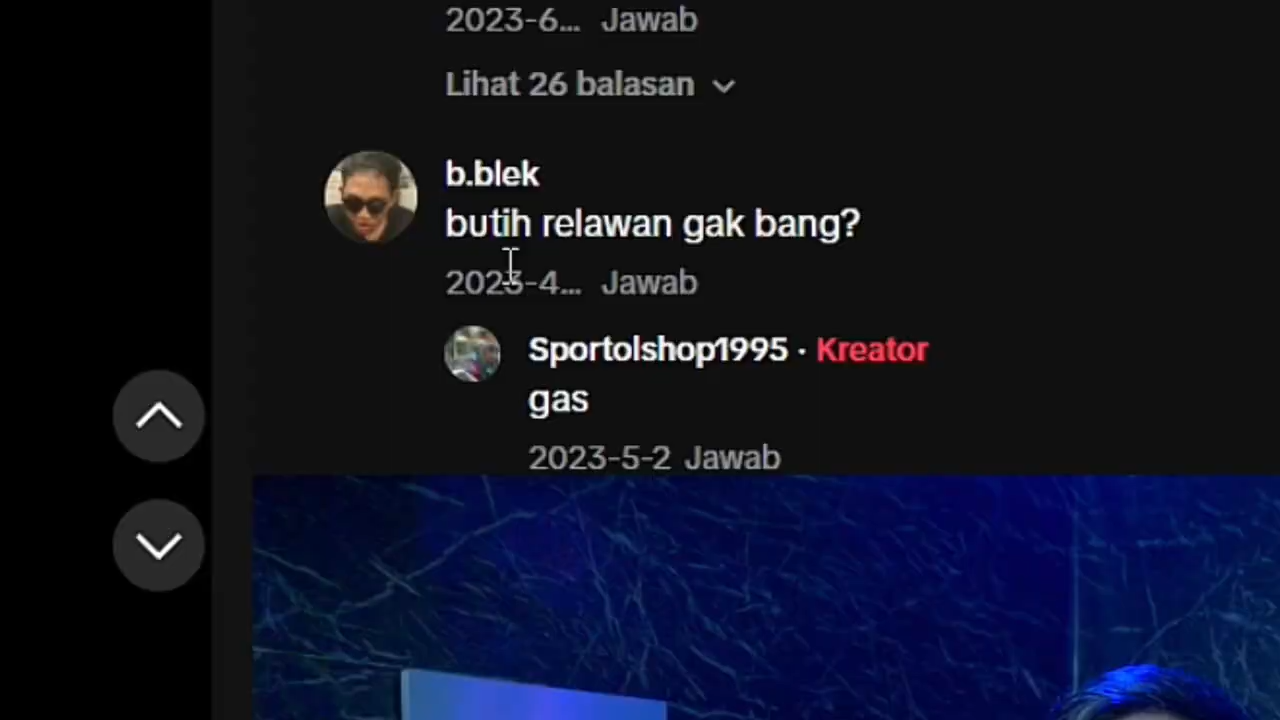 2023-6... Jawab
Lihat 26 balasan
b.blek
butih relawan gak bang?
2023-4... Jawab
Sportolshop1995 · Kreator
gas
2023-5-2 Jawab